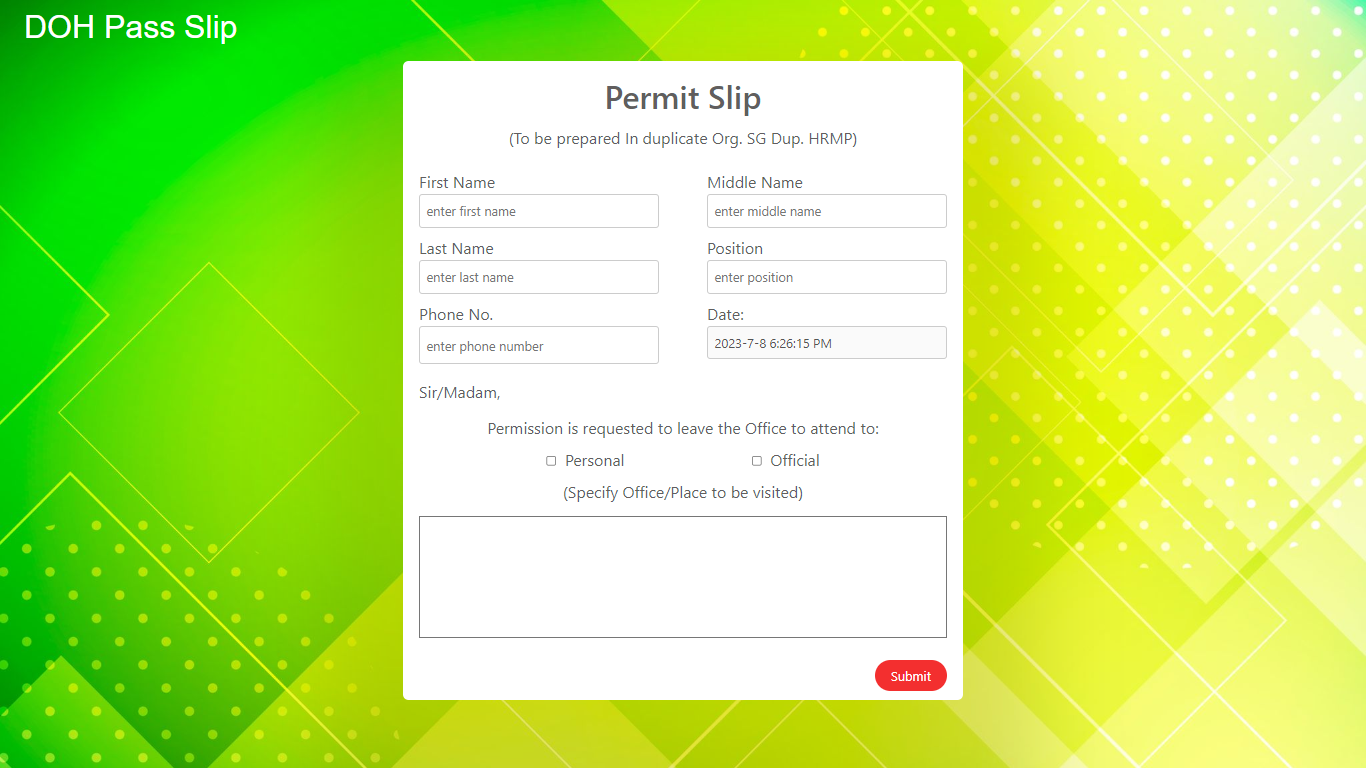 DOH Pass Slip
Permit Slip
(To be prepared In duplicate Org. SG Dup. HRMP)
First Name
Middle Name
enter first name
enter middle name
Last Name
Position
enter last name
enter position
Phone No.
Date:
enter phone number
2023-7-8 6:26:15 PM
Sir/Madam,
Permission is requested to leave the Office to attend to:
Personal
Official
(Specify Office/Place to be visited)
Submit